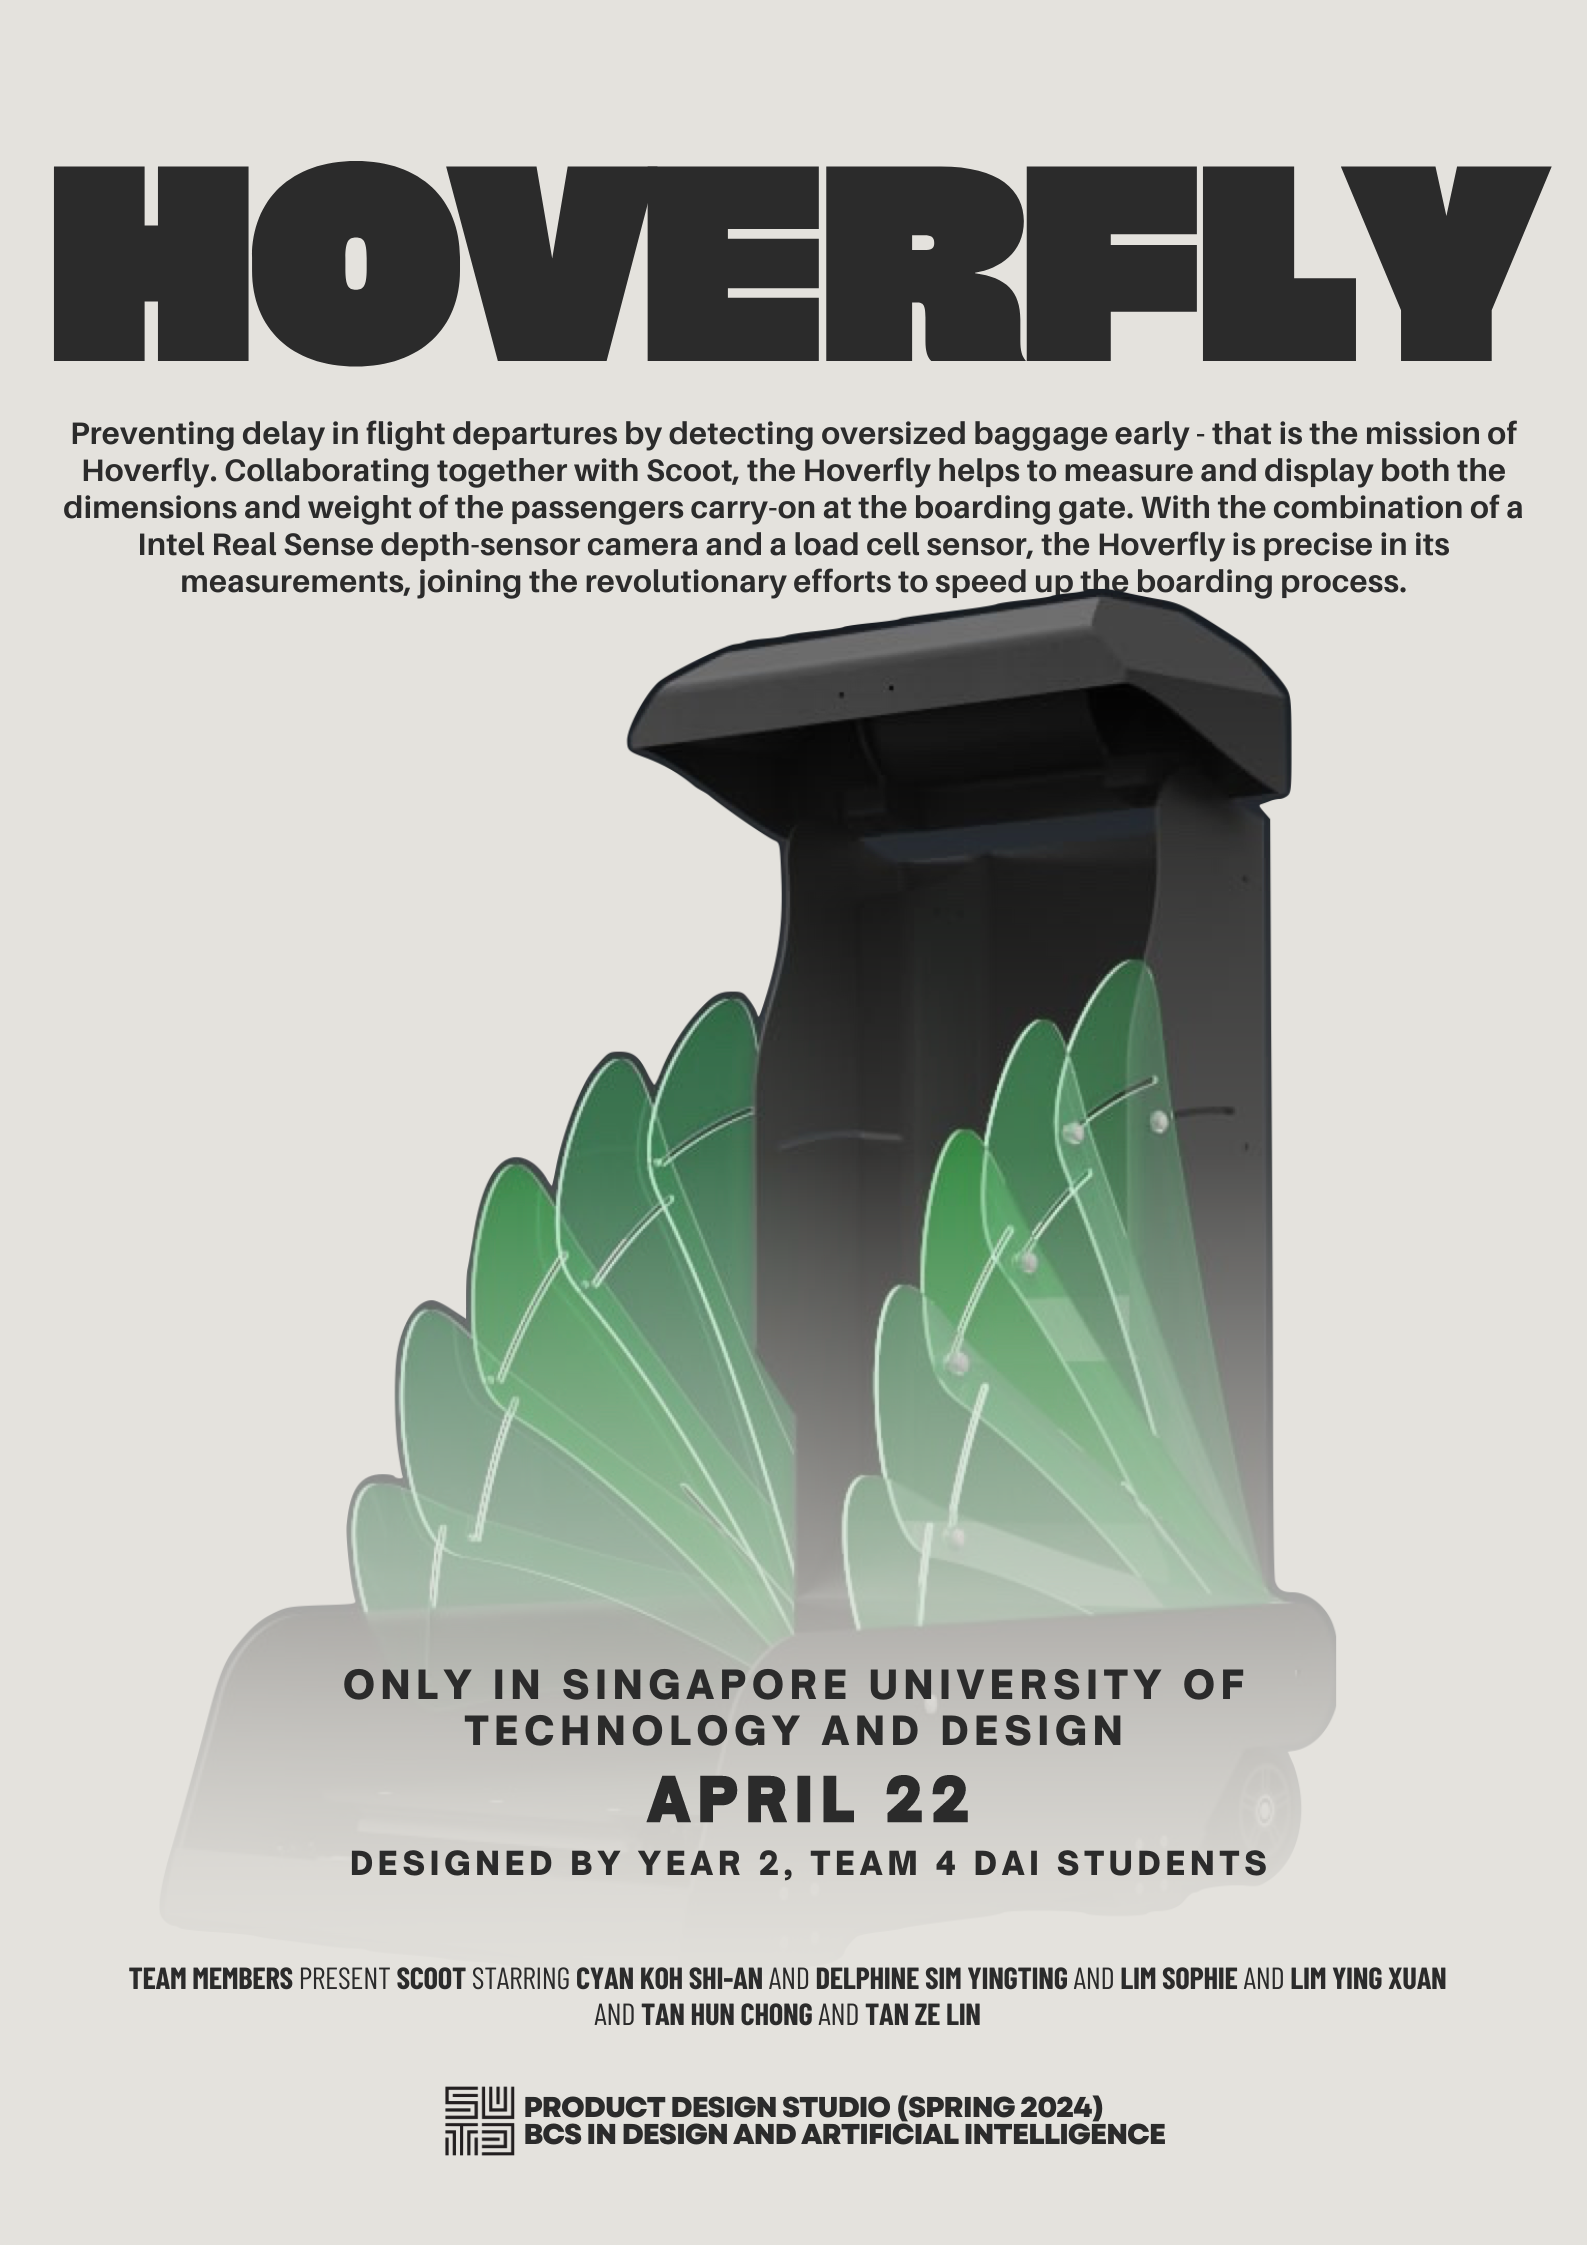 HOVERFLY
Preventing delay in flight departures by detecting oversized baggage early - that is the mission of
Hoverfly. Collaborating together with Scoot, the Hoverfly helps to measure and display both the
dimensions and weight of the passengers carry-on at the boarding gate. With the combination of a
Intel Real Sense depth-sensor camera and a load cell sensor, the Hoverfly is precise in its
measurements, joining the revolutionary efforts to speed up the boarding process.
ONLY IN SINGAPORE UNIVERSITY OF
TECHNOLOGY AND DESIGN
APRIL 22
DESIGNED BY YEAR 2, TEAM 4 DAI STUDENTS
TEAM MEMBERS PRESENT SCOOT STARRING CYAN KOH SHI-AN AND DELPHINE SIM YINGTING AND LIM SOPHIE AND LIM YING XUAN
AND TAN HUN CHONG AND TAN ZE LIN
SUTD
PRODUCT DESIGN STUDIO (SPRING 2024)
BCS IN DESIGN AND ARTIFICIAL INTELLIGENCE